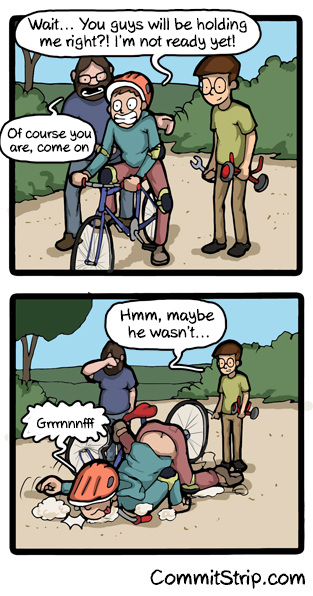 Wait... You guys will be holding
me right?! I'm not ready yet!
Of course you
are, come on
Hmm, maybe
he wasn't...
Grrnnnfff
CommitStrip.com